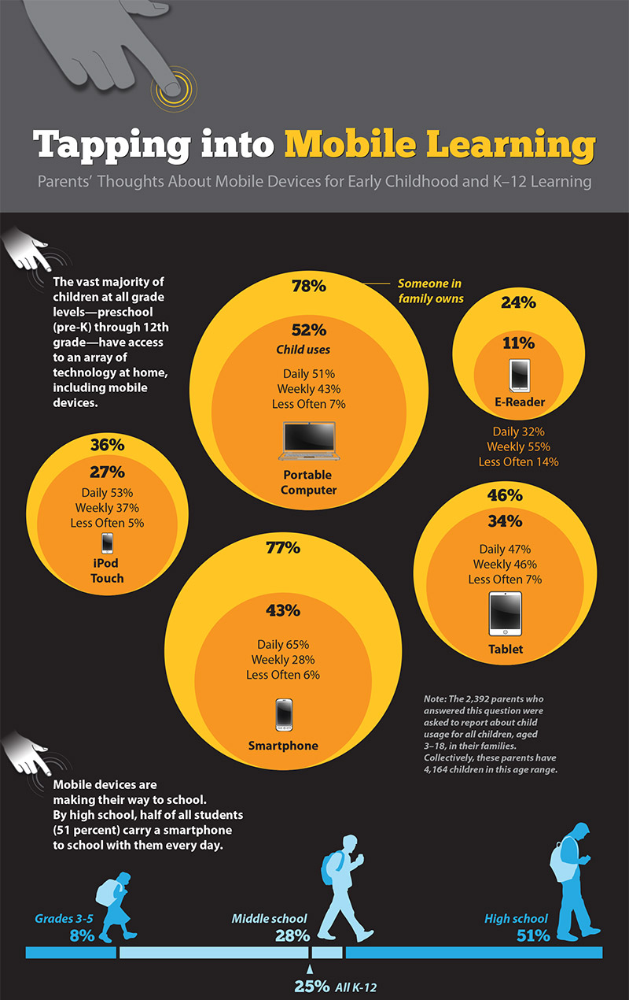 Tapping into Mobile Learning
Parents' Thoughts About Mobile Devices for Early Childhood and K–12 Learning
The vast majority of
children at all grade
levels—preschool
(pre-K) through 12th
grade—have access
to an array of
technology at home,
including mobile
devices.
78%
Someone in
family owns
52%
Child uses
Daily 51%
Weekly 43%
Less Often 7%
Portable
Computer
24%
11%
E-Reader
Daily 32%
Weekly 55%
Less Often 14%
36%
27%
Daily 53%
Weekly 37%
Less Often 5%
iPod
Touch
46%
34%
Daily 47%
Weekly 46%
Less Often 7%
Tablet
77%
43%
Daily 65%
Weekly 28%
Less Often 6%
Smartphone
Note: The 2,392 parents who
answered this question were
asked to report about child
usage for all children, aged
3–18, in their families.
Collectively, these parents have
4,164 children in this age range.
Mobile devices are
making their way to school.
By high school, half of all students
(51 percent) carry a smartphone
to school with them every day.
Grades 3-5
8%
Middle school
28%
High school
51%
25% All K-12